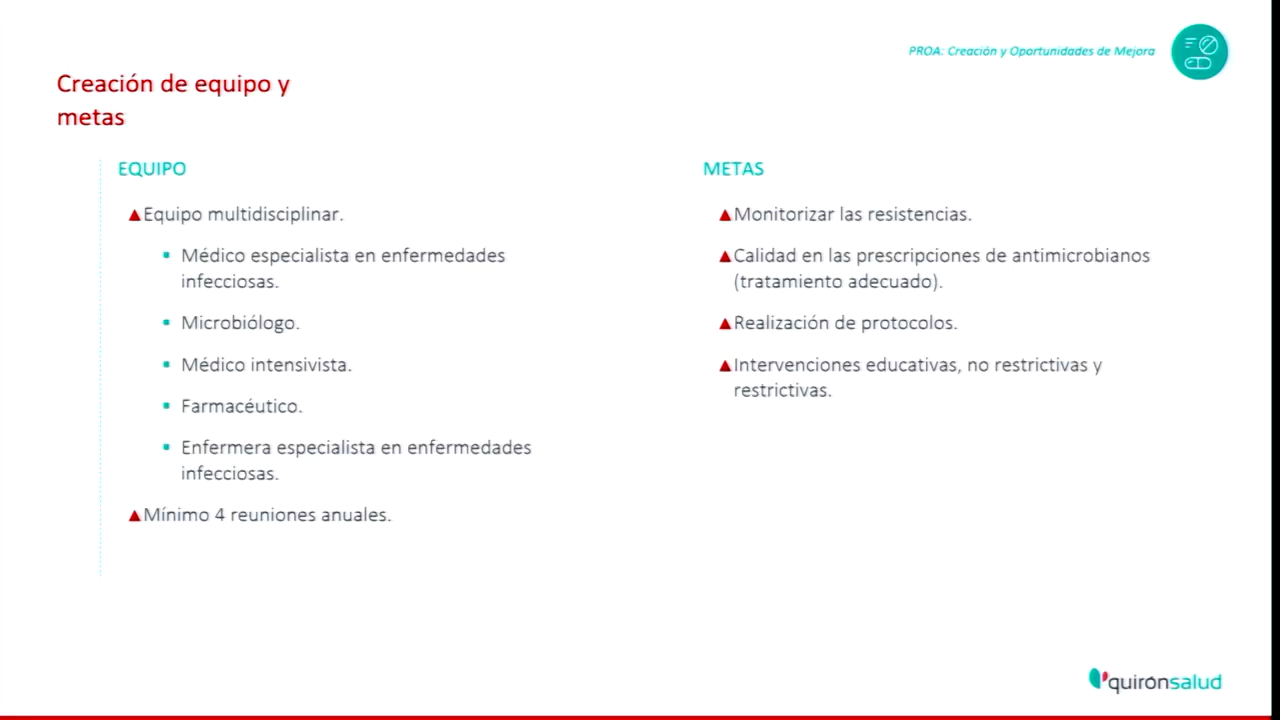 PROA: Creación y Oportunidades de Mejora
Creación de equipo y
metas
EQUIPO
Equipo multidisciplinar.
Médico especialista en enfermedades
infecciosas.
Microbiólogo.
Médico intensivista.
Farmacéutico.
Enfermera especialista en enfermedades
infecciosas.
Mínimo 4 reuniones anuales.
METAS
Monitorizar las resistencias.
Calidad en las prescripciones de antimicrobianos
(tratamiento adecuado).
Realización de protocolos.
Intervenciones educativas, no restrictivas y
restrictivas.
quirónsalud